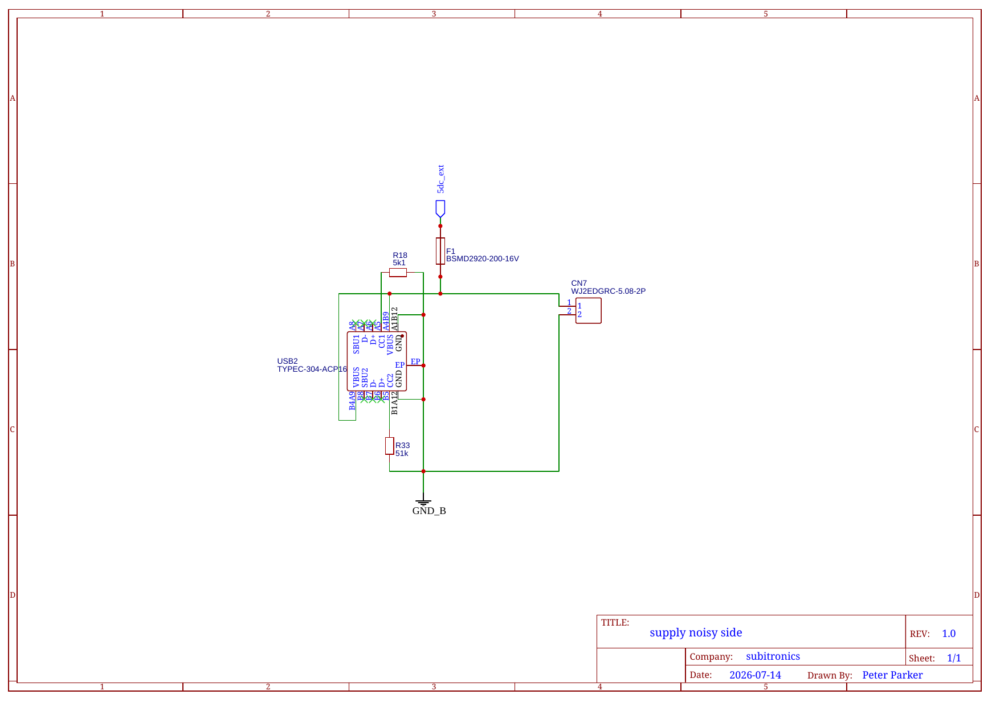 1 2 3 4 5
A A
5dc_ext
F1
BSMD2920-200-16V
R18
5k1
B B
CN7
WJ2EDGRC-5.08-2P
1 1
2 2
A8 A7 A6 A5 A4B9 A1B12
SBU1 D- D+ CC1 VBUS GND
USB2
TYPEC-304-ACP16
EP EP
VBUS SBU2 D- D+ CC2 GND
B4A9 B8 B7 B6 B5 B1A12
C C
R33
51k
GND_B
D D
TITLE:
supply noisy side
REV: 1.0
Company: subitronics
Sheet: 1/1
Date: 2026-07-14 Drawn By: Peter Parker
1 2 3 4 5